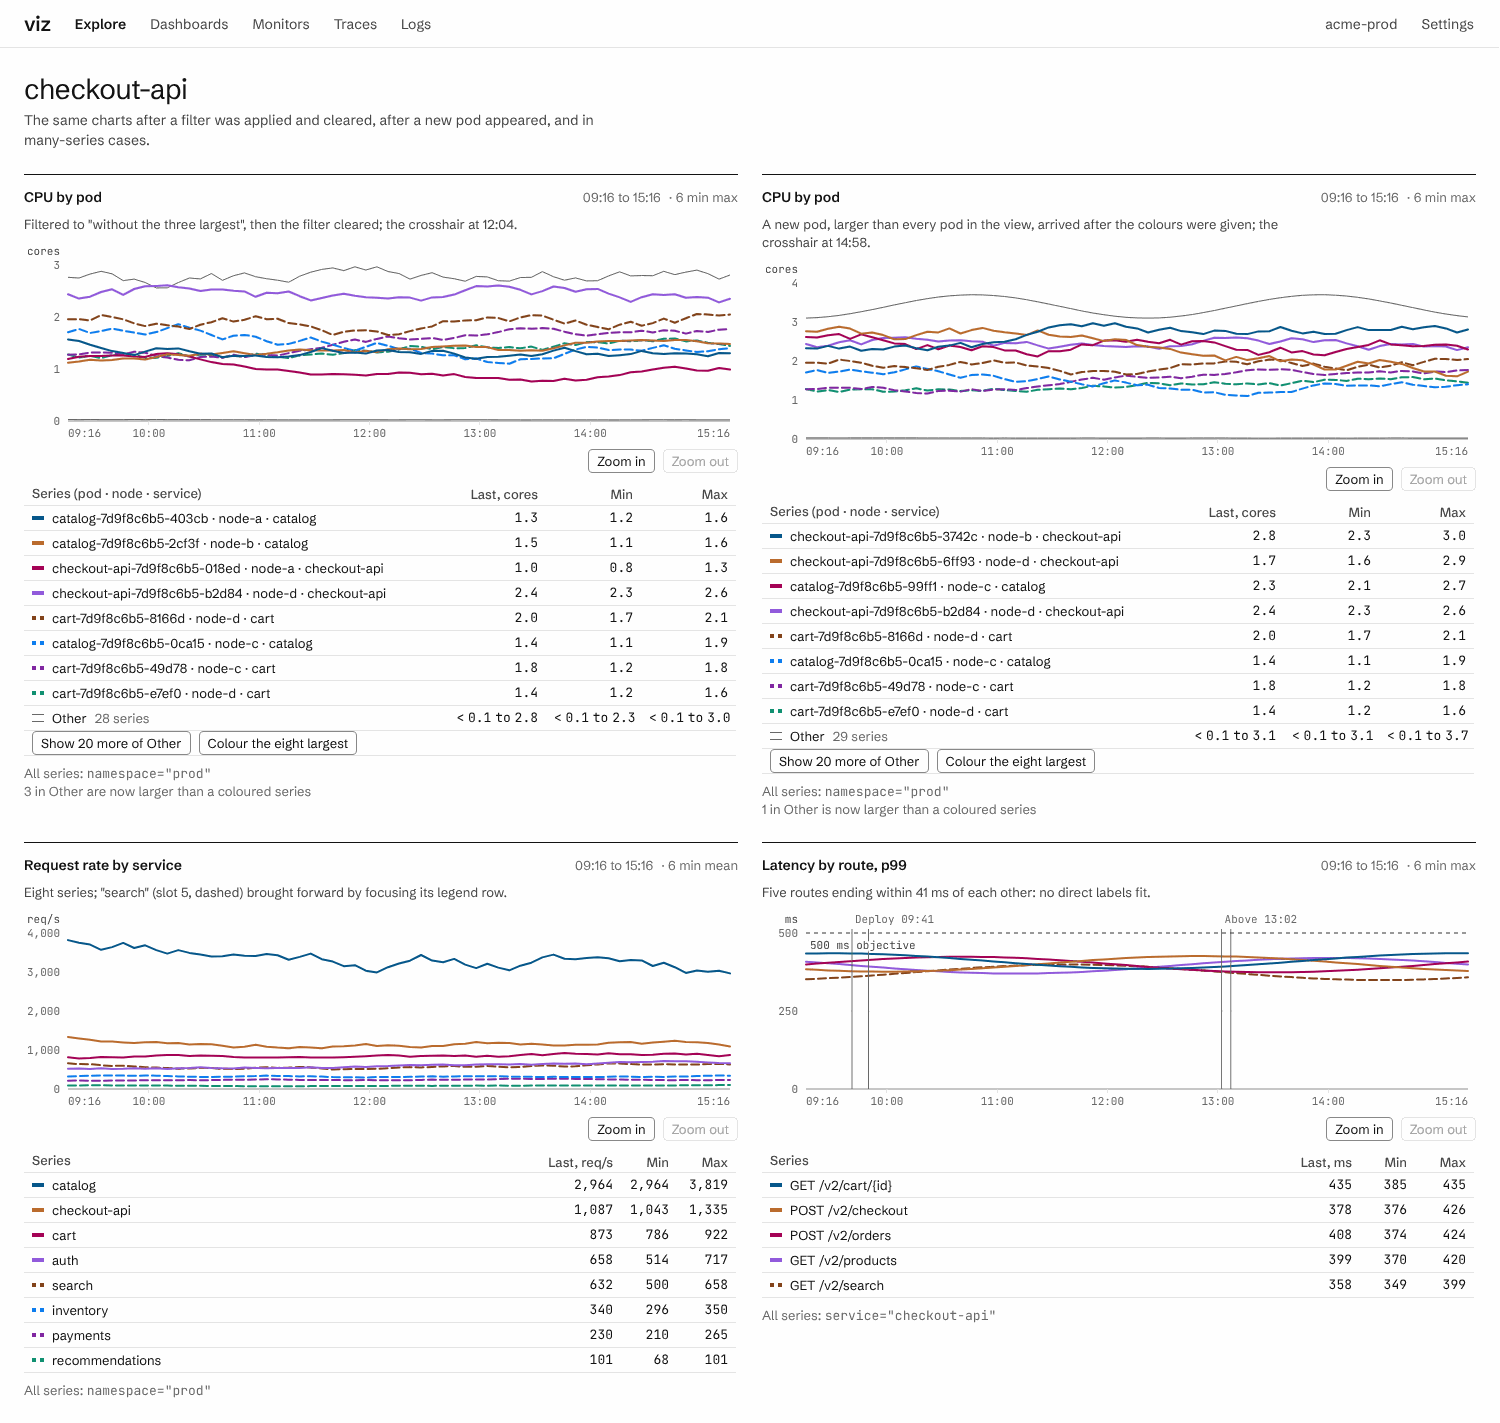 viz Explore Dashboards Monitors Traces Logs acme-prod Settings
checkout-api
The same charts after a filter was applied and cleared, after a new pod appeared, and in
many-series cases.
CPU by pod 09:16 to 15:16 · 6 min max
Filtered to "without the three largest", then the filter cleared; the crosshair at 12:04.
cores
3
2
1
0
09:16 10:00 11:00 12:00 13:00 14:00 15:16
Zoom in Zoom out
Series (pod · node · service) Last, cores Min Max
catalog-7d9f8c6b5-403cb · node-a · catalog 1.3 1.2 1.6
catalog-7d9f8c6b5-2cf3f · node-b · catalog 1.5 1.1 1.6
checkout-api-7d9f8c6b5-018ed · node-a · checkout-api 1.0 0.8 1.3
checkout-api-7d9f8c6b5-b2d84 · node-d · checkout-api 2.4 2.3 2.6
cart-7d9f8c6b5-8166d · node-d · cart 2.0 1.7 2.1
catalog-7d9f8c6b5-0ca15 · node-c · catalog 1.4 1.1 1.9
cart-7d9f8c6b5-49d78 · node-c · cart 1.8 1.2 1.8
cart-7d9f8c6b5-e7ef0 · node-d · cart 1.4 1.2 1.6
Other 28 series < 0.1 to 2.8 < 0.1 to 2.3 < 0.1 to 3.0
Show 20 more of Other Colour the eight largest
All series: namespace="prod"
3 in Other are now larger than a coloured series
CPU by pod 09:16 to 15:16 · 6 min max
A new pod, larger than every pod in the view, arrived after the colours were given; the
crosshair at 14:58.
cores
4
3
2
1
0
09:16 10:00 11:00 12:00 13:00 14:00 15:16
Zoom in Zoom out
Series (pod · node · service) Last, cores Min Max
checkout-api-7d9f8c6b5-3742c · node-b · checkout-api 2.8 2.3 3.0
checkout-api-7d9f8c6b5-6ff93 · node-d · checkout-api 1.7 1.6 2.9
catalog-7d9f8c6b5-99ff1 · node-c · catalog 2.3 2.1 2.7
checkout-api-7d9f8c6b5-b2d84 · node-d · checkout-api 2.4 2.3 2.6
cart-7d9f8c6b5-8166d · node-d · cart 2.0 1.7 2.1
catalog-7d9f8c6b5-0ca15 · node-c · catalog 1.4 1.1 1.9
cart-7d9f8c6b5-49d78 · node-c · cart 1.8 1.2 1.8
cart-7d9f8c6b5-e7ef0 · node-d · cart 1.4 1.2 1.6
Other 29 series < 0.1 to 3.1 < 0.1 to 3.1 < 0.1 to 3.7
Show 20 more of Other Colour the eight largest
All series: namespace="prod"
1 in Other is now larger than a coloured series
Request rate by service 09:16 to 15:16 · 6 min mean
Eight series; "search" (slot 5, dashed) brought forward by focusing its legend row.
req/s
4,000
3,000
2,000
1,000
0
09:16 10:00 11:00 12:00 13:00 14:00 15:16
Zoom in Zoom out
Series Last, req/s Min Max
catalog 2,964 2,964 3,819
checkout-api 1,087 1,043 1,335
cart 873 786 922
auth 658 514 717
search 632 500 658
inventory 340 296 350
payments 230 210 265
recommendations 101 68 101
All series: namespace="prod"
Latency by route, p99 09:16 to 15:16 · 6 min max
Five routes ending within 41 ms of each other: no direct labels fit.
ms Deploy 09:41 Above 13:02
500
500 ms objective
250
0
09:16 10:00 11:00 12:00 13:00 14:00 15:16
Zoom in Zoom out
Series Last, ms Min Max
GET /v2/cart/{id} 435 385 435
POST /v2/checkout 378 376 426
POST /v2/orders 408 374 424
GET /v2/products 399 370 420
GET /v2/search 358 349 399
All series: service="checkout-api"